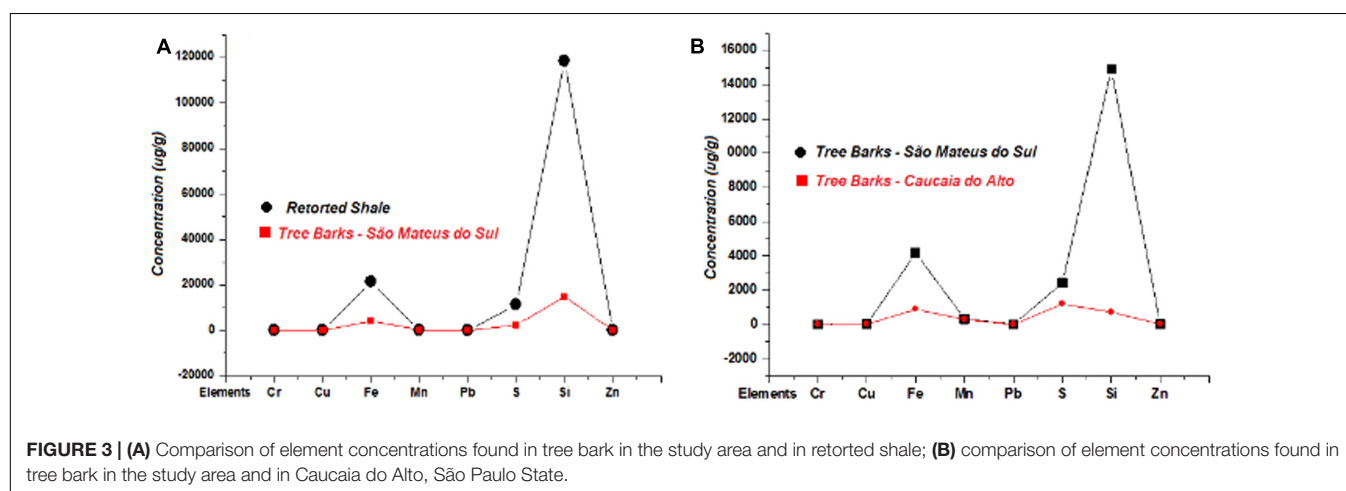 A
120000
100000
80000
60000
40000
20000
0
-20000
Concentration (ug/g)
Retorted Shale
Tree Barks - São Mateus do Sul
Elements Cr Cu Fe Mn Pb S Si Zn
B
16000
14000
12000
0000
8000
6000
4000
2000
0
-2000
Concentration (ug/g)
Tree Barks - São Mateus do Sul
Tree Barks - Caucaia do Alto
Elements Cr Cu Fe Mn Pb S Si Zn
FIGURE 3 | (A) Comparison of element concentrations found in tree bark in the study area and in retorted shale; (B) comparison of element concentrations found in
tree bark in the study area and in Caucaia do Alto, São Paulo State.